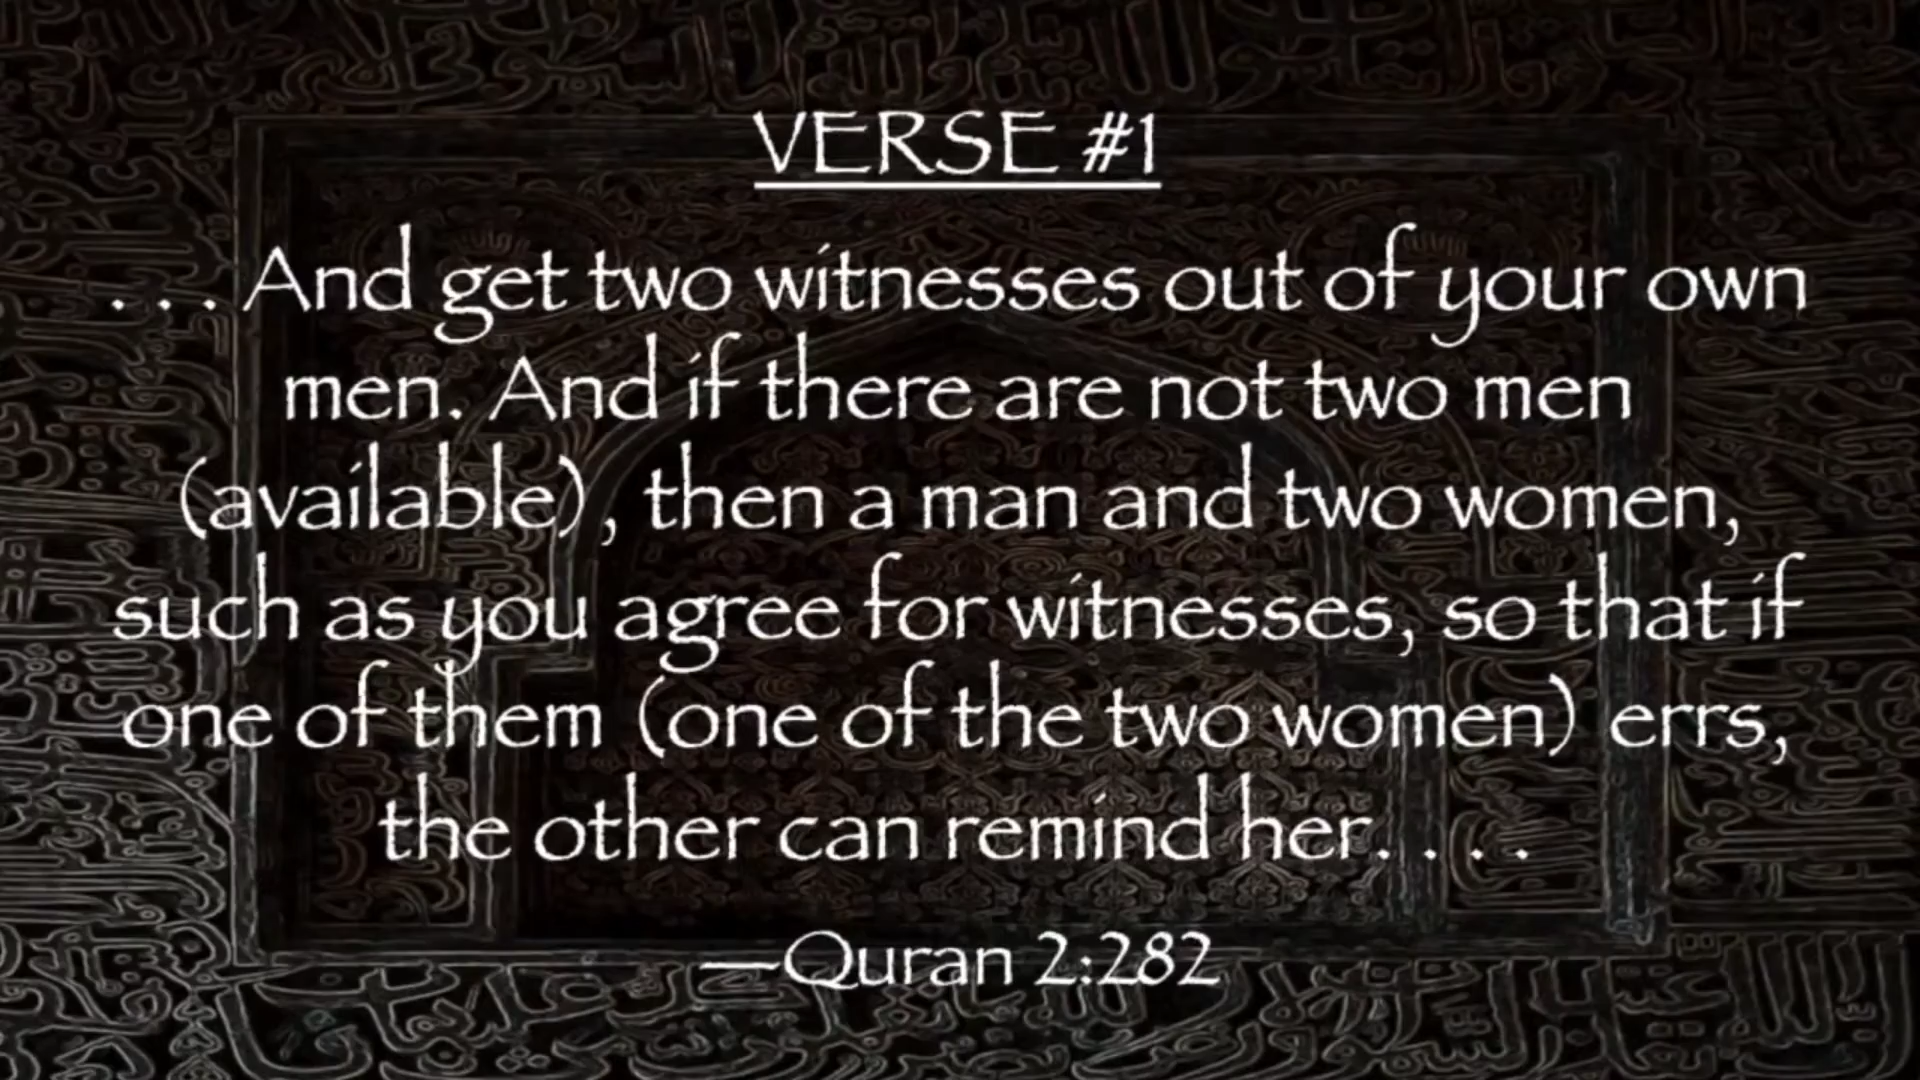 VERSE #1
. . . And get two witnesses out of your own
men. And if there are not two men
(available), then a man and two women,
such as you agree for witnesses, so that if
one of them (one of the two women) errs,
the other can remind her. . . .
—Quran 2:282